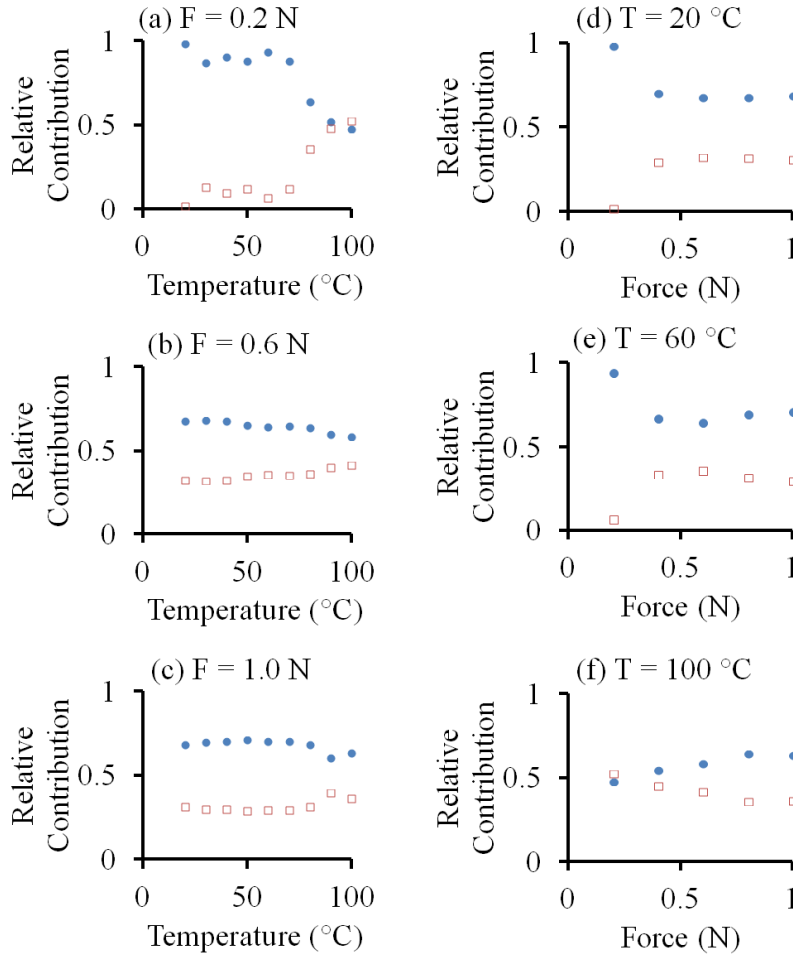 (a) F = 0.2 N
Relative
Contribution
1
0.5
0
0
50
100
Temperature (°C)
(b) F = 0.6 N
Relative
Contribution
1
0.5
0
0
50
100
Temperature (°C)
(c) F = 1.0 N
Relative
Contribution
1
0.5
0
0
50
100
Temperature (°C)
(d) T = 20 °C
Relative
Contribution
1
0.5
0
0
0.5
1
Force (N)
(e) T = 60 °C
Relative
Contribution
1
0.5
0
0
0.5
1
Force (N)
(f) T = 100 °C
Relative
Contribution
1
0.5
0
0
0.5
1
Force (N)